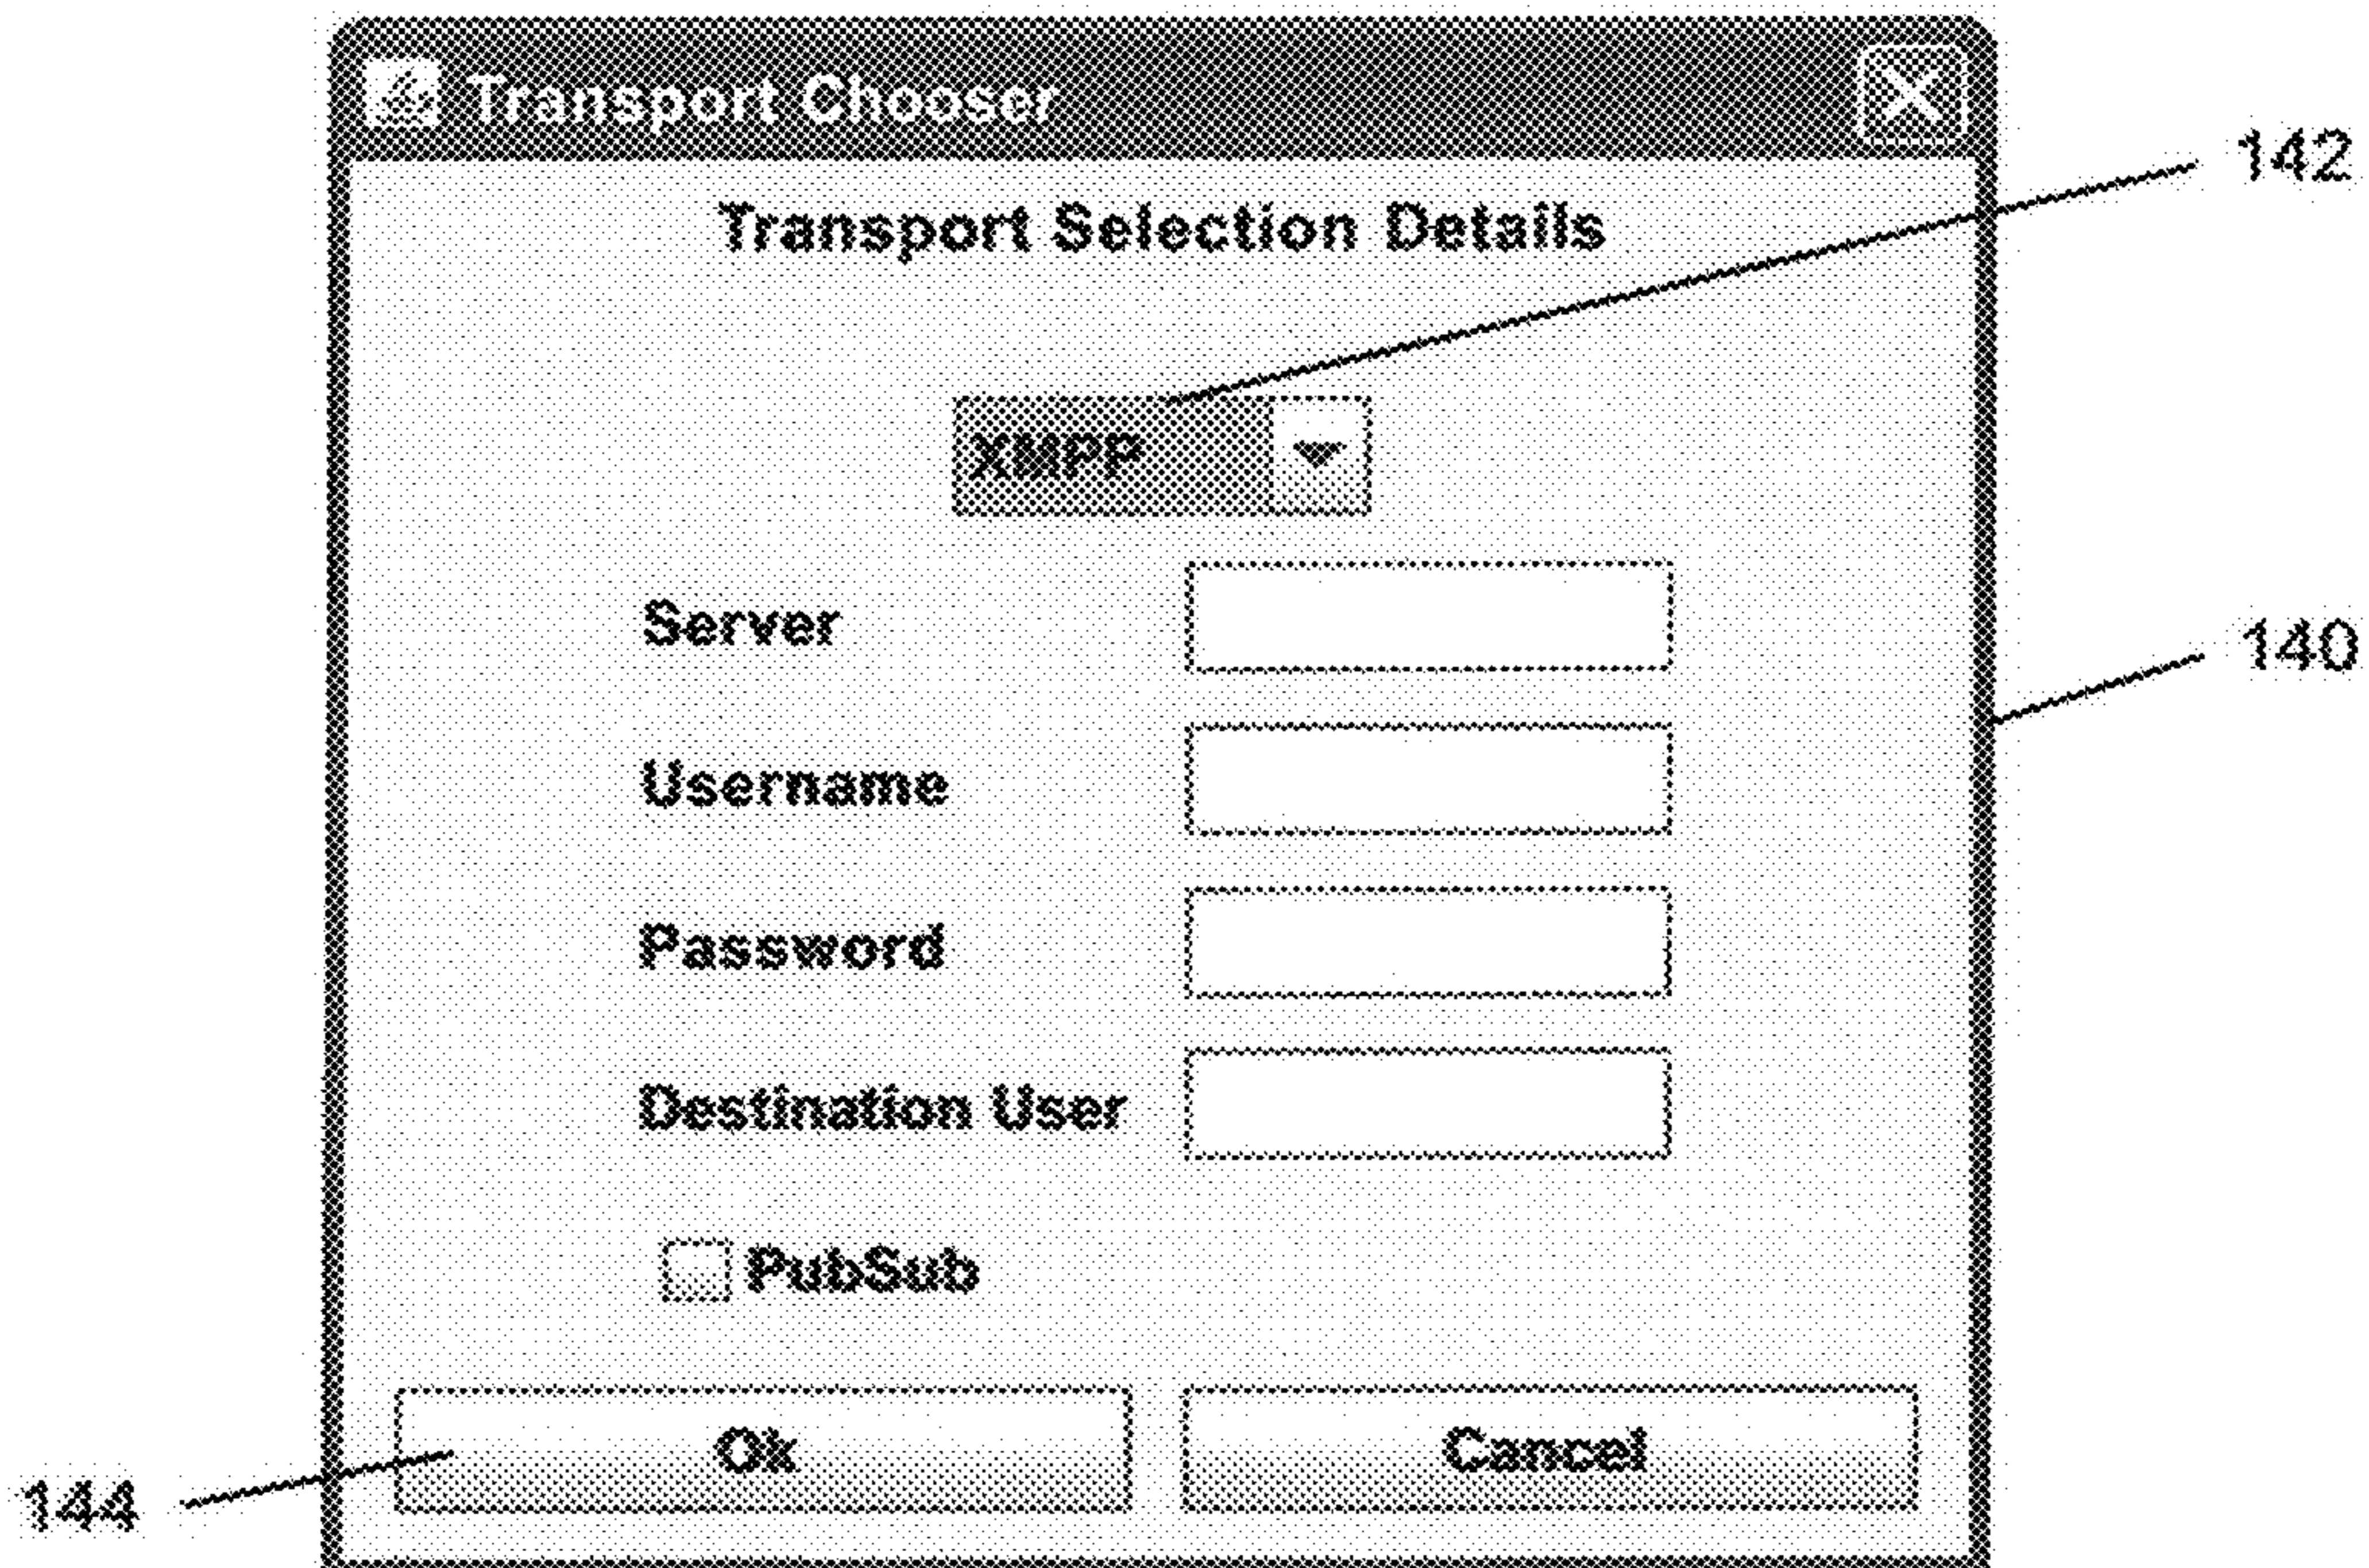 Transport Chooser
142
Transport Selection Details
XMPP
Server
140
Username
Password
Destination User
PubSub
Ok
Cancel
144